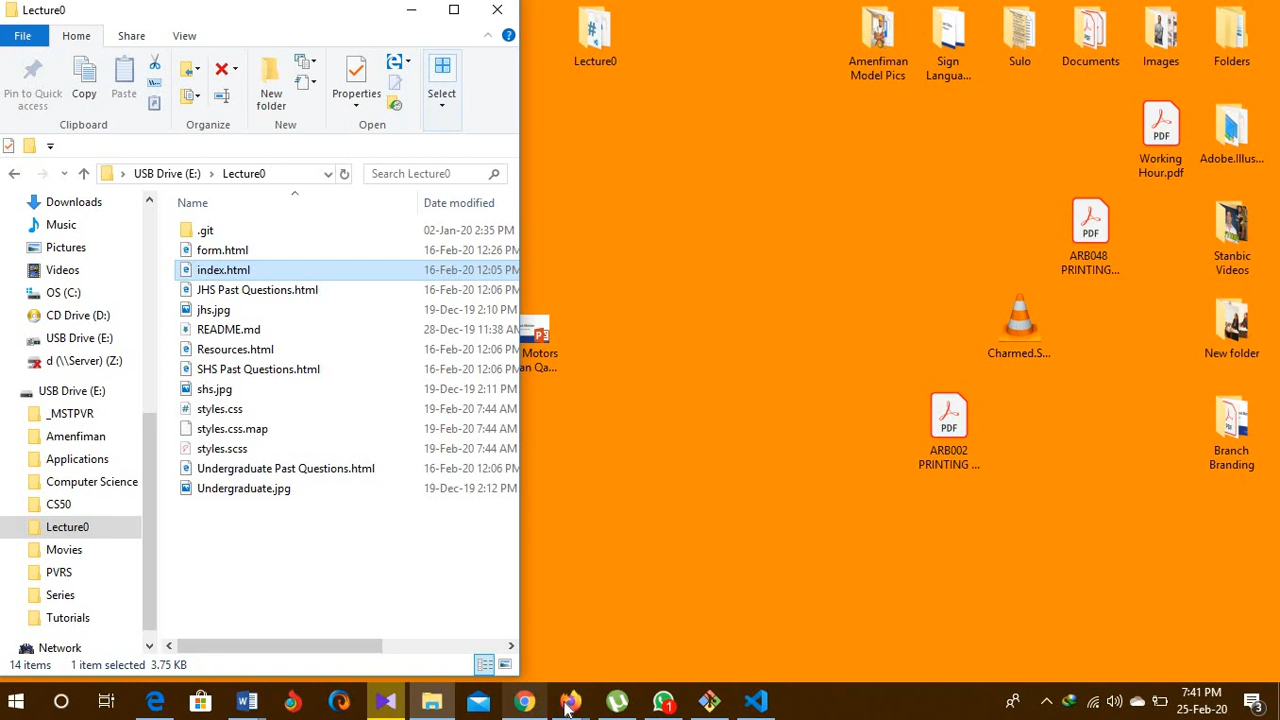 Lecture0
File
Home
Share
View
Pin to Quick
access
Copy
Paste
Clipboard
Organize
New
folder
New
Properties
Open
Select
USB Drive (E:)
Lecture0
Search Lecture0
Downloads
Music
Pictures
Videos
OS (C:)
CD Drive (D:)
USB Drive (E:)
d (\\Server) (Z:)
USB Drive (E:)
_MSTPVR
Amenfiman
Applications
Computer Science
CS50
Lecture0
Movies
PVRS
Series
Tutorials
Network
Name Date modified
.git 02-Jan-20 2:35 PM
form.html 16-Feb-20 12:26 PM
index.html 16-Feb-20 12:05 PM
JHS Past Questions.html 16-Feb-20 12:06 PM
jhs.jpg 19-Dec-19 2:10 PM
README.md 28-Dec-19 11:38 AM
Resources.html 16-Feb-20 12:06 PM
SHS Past Questions.html 16-Feb-20 12:06 PM
shs.jpg 19-Dec-19 2:11 PM
styles.css 19-Feb-20 7:44 AM
styles.css.map 19-Feb-20 7:44 AM
styles.scss 19-Feb-20 7:44 AM
Undergraduate Past Questions.html 16-Feb-20 12:06 PM
Undergraduate.jpg 19-Dec-19 2:12 PM
14 items 1 item selected 3.75 KB
Lecture0
Motors
an Qa...
Amenfiman
Model Pics
Sign
Langua...
Sulo
Documents
Images
Folders
PDF
Working
Hour.pdf
Adobe.Illus...
PDF
ARB048
PRINTING...
Stanbic
Videos
Charmed.S...
New folder
PDF
ARB002
PRINTING ...
Branch
Branding
1
7:41 PM
25-Feb-20
3